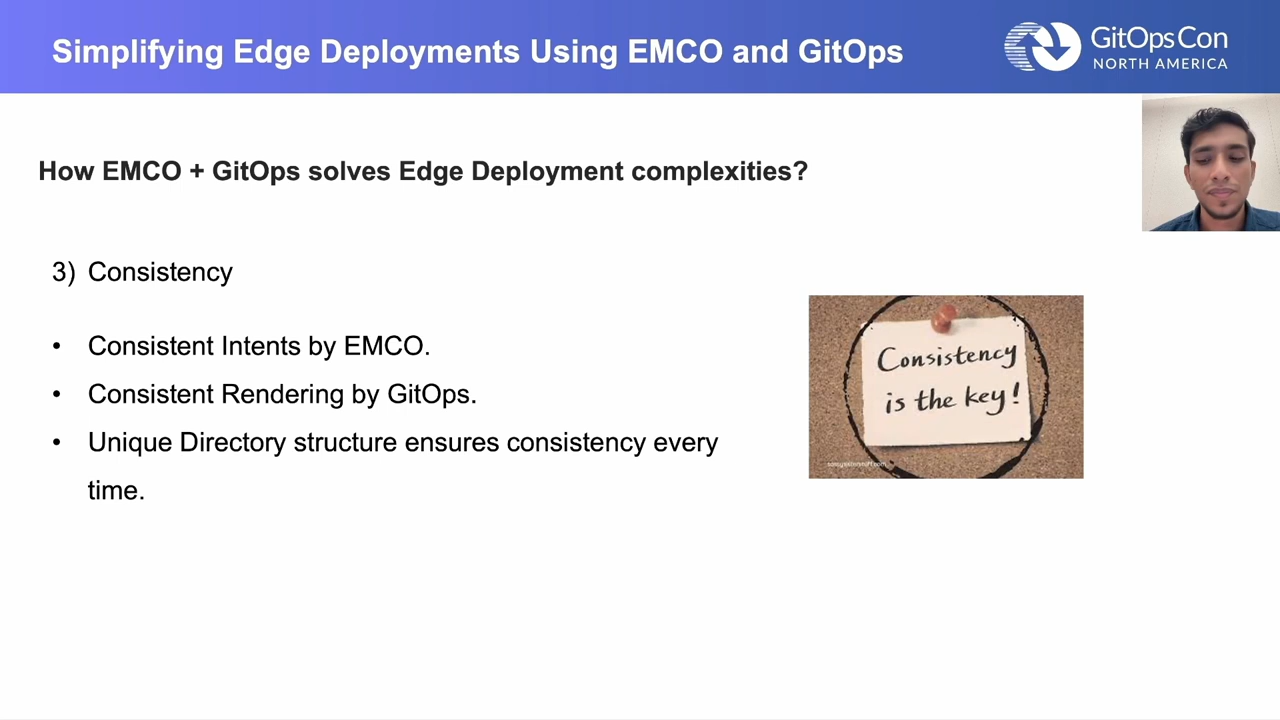 Simplifying Edge Deployments Using EMCO and GitOps
GitOpsCon
NORTH AMERICA
How EMCO + GitOps solves Edge Deployment complexities?
3) Consistency
• Consistent Intents by EMCO.
• Consistent Rendering by GitOps.
• Unique Directory structure ensures consistency every
time.
Consistency
is the key!